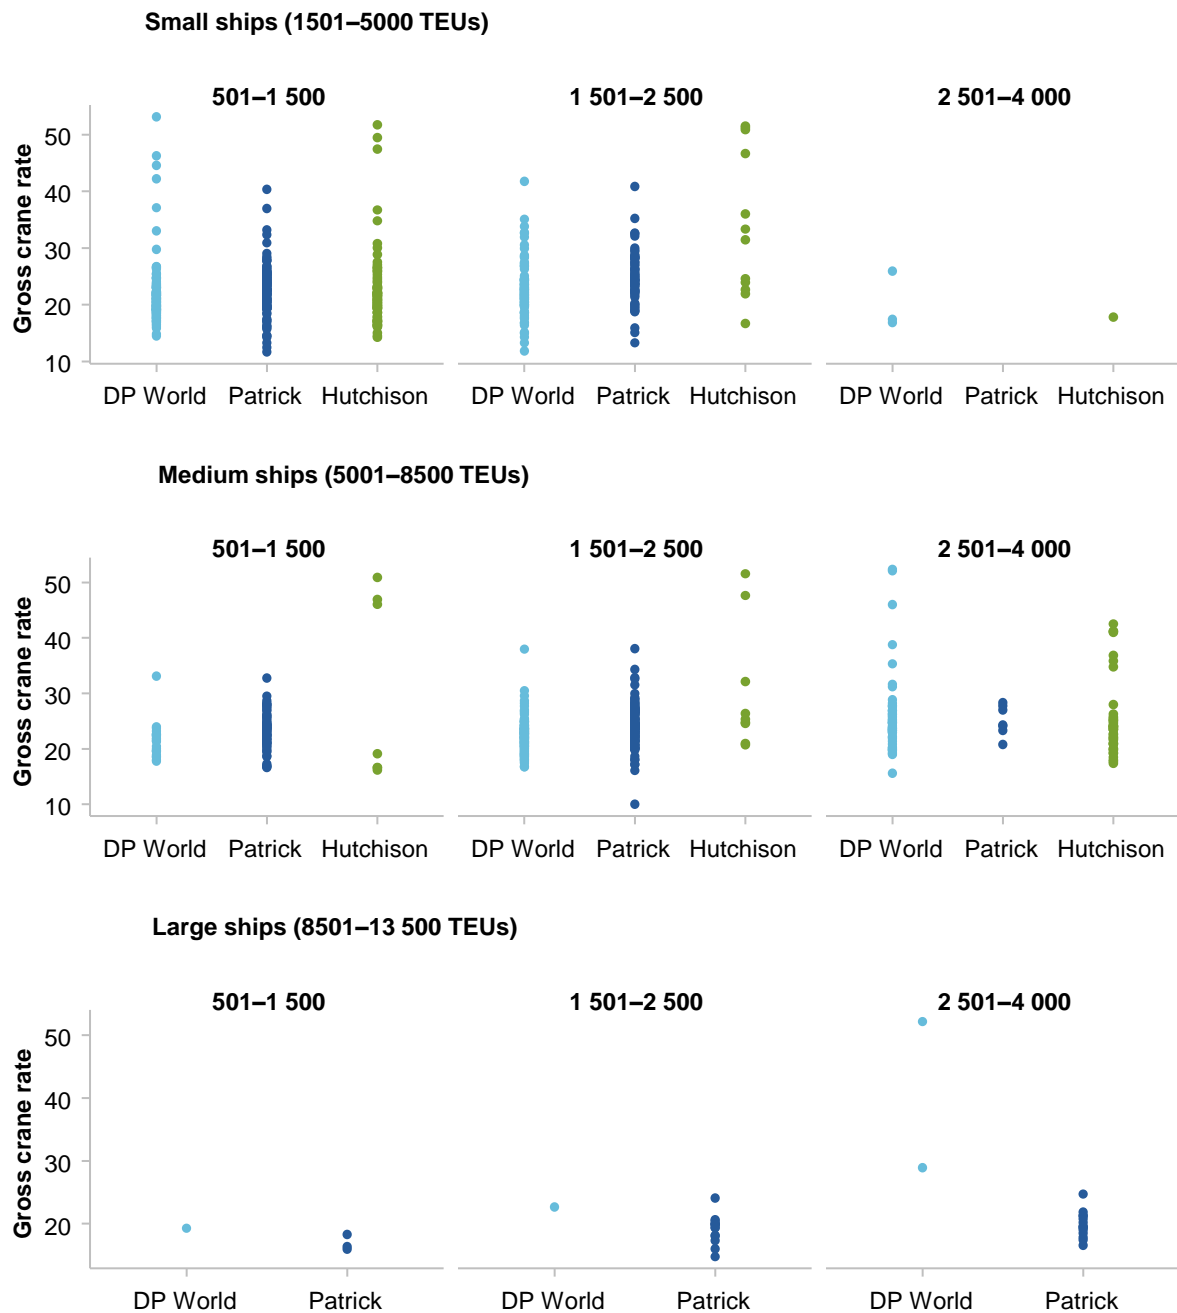 Small ships (1501–5000 TEUs)
501–1 500
1 501–2 500
2 501–4 000
Gross crane rate
50
40
30
20
10
DP World Patrick Hutchison
DP World Patrick Hutchison
DP World Patrick Hutchison
Medium ships (5001–8500 TEUs)
501–1 500
1 501–2 500
2 501–4 000
Gross crane rate
50
40
30
20
10
DP World Patrick Hutchison
DP World Patrick Hutchison
DP World Patrick Hutchison
Large ships (8501–13 500 TEUs)
501–1 500
1 501–2 500
2 501–4 000
Gross crane rate
50
40
30
20
DP World Patrick
DP World Patrick
DP World Patrick